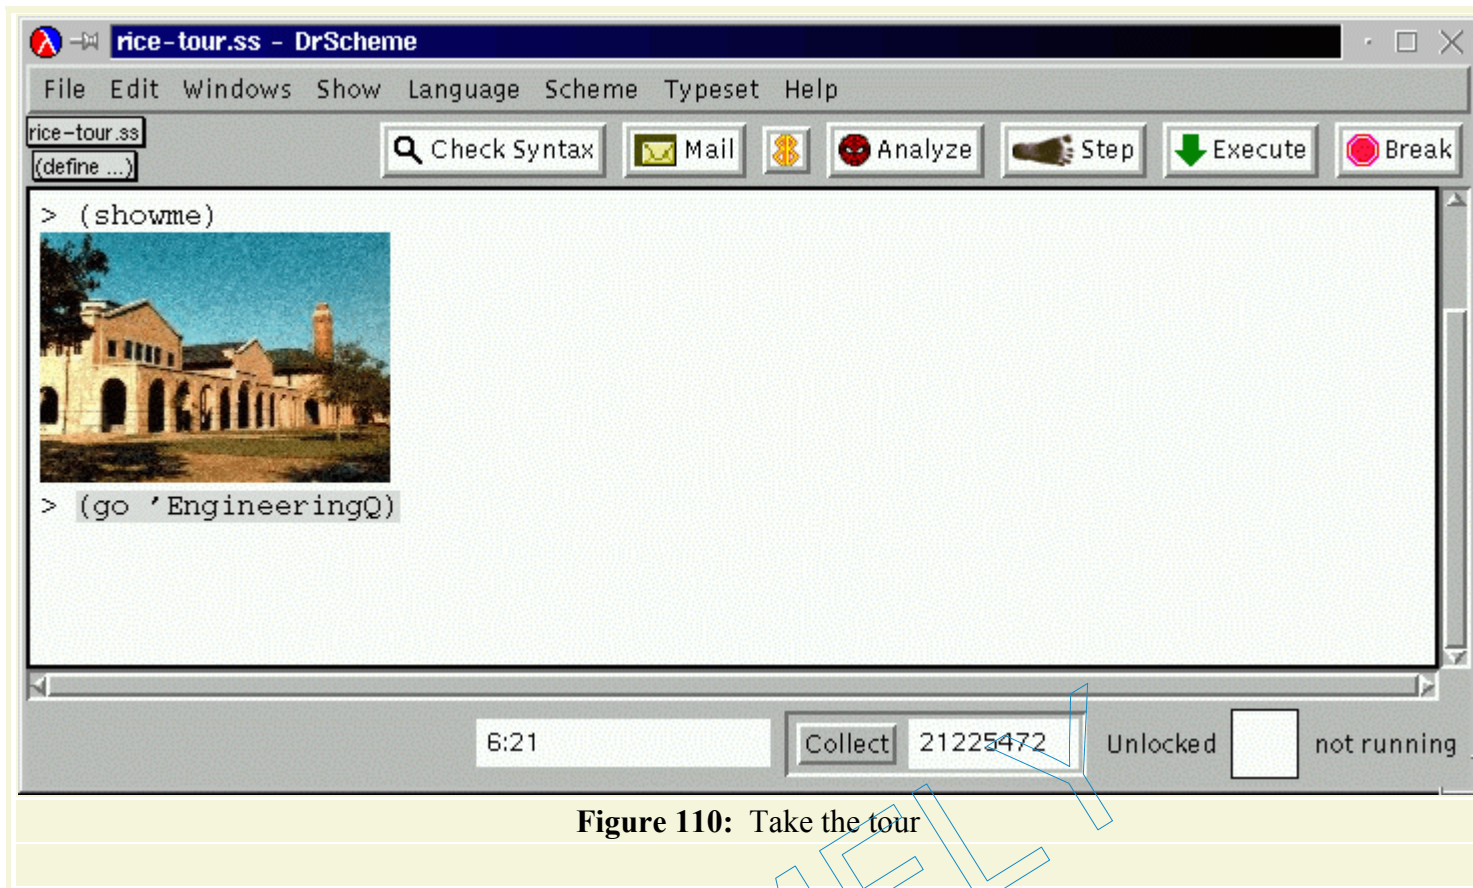 rice-tour.ss - DrScheme
File Edit Windows Show Language Scheme Typeset Help
rice-tour.ss
(define ...)
Check Syntax Mail Analyze Step Execute Break
> (showme)
> (go 'EngineeringQ)
6:21 Collect 21225472 Unlocked not running
Figure 110: Take the tour
MELY